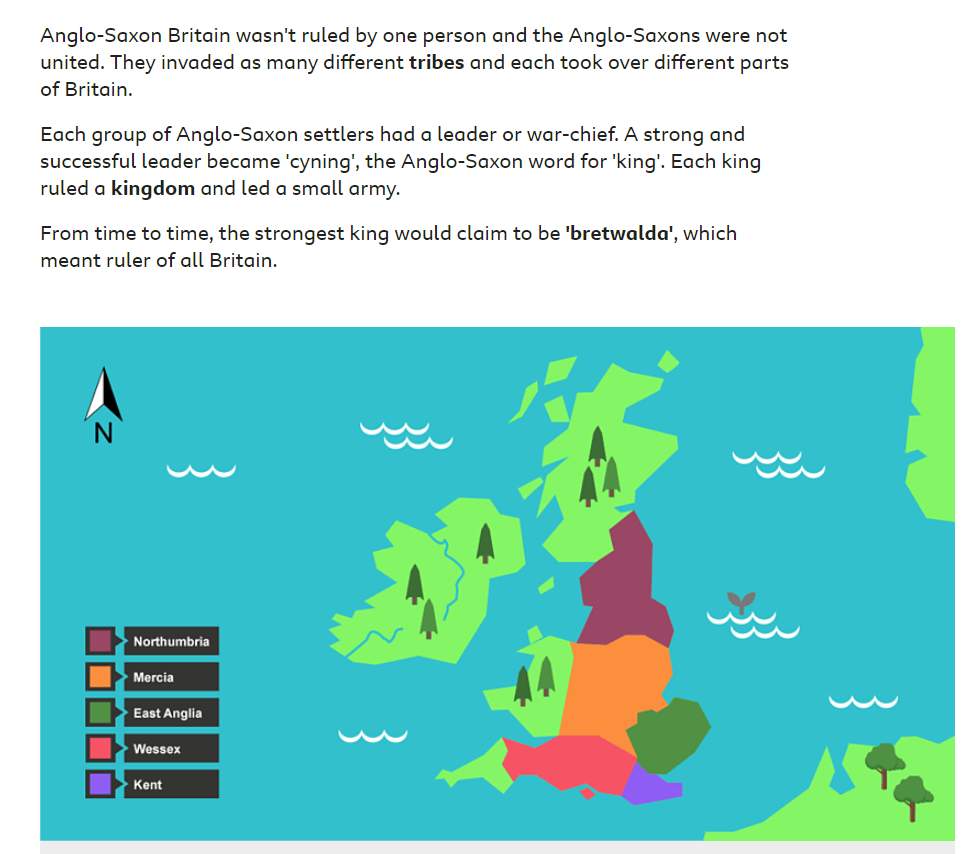 Anglo-Saxon Britain wasn't ruled by one person and the Anglo-Saxons were not
united. They invaded as many different tribes and each took over different parts
of Britain.
Each group of Anglo-Saxon settlers had a leader or war-chief. A strong and
successful leader became 'cyning', the Anglo-Saxon word for 'king'. Each king
ruled a kingdom and led a small army.
From time to time, the strongest king would claim to be 'bretwalda', which
meant ruler of all Britain.
N
Northumbria
Mercia
East Anglia
Wessex
Kent